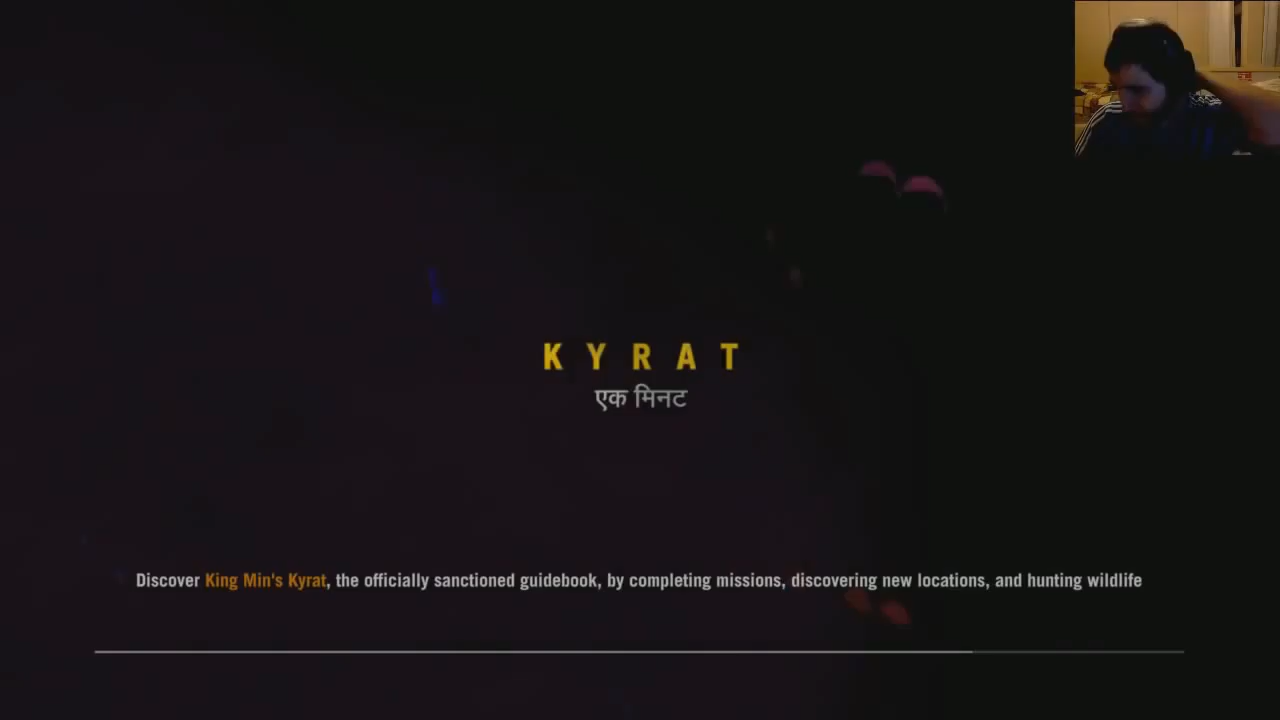 KYRAT
एक मिनट
Discover King Min's Kyrat, the officially sanctioned guidebook, by completing missions, discovering new locations, and hunting wildlife